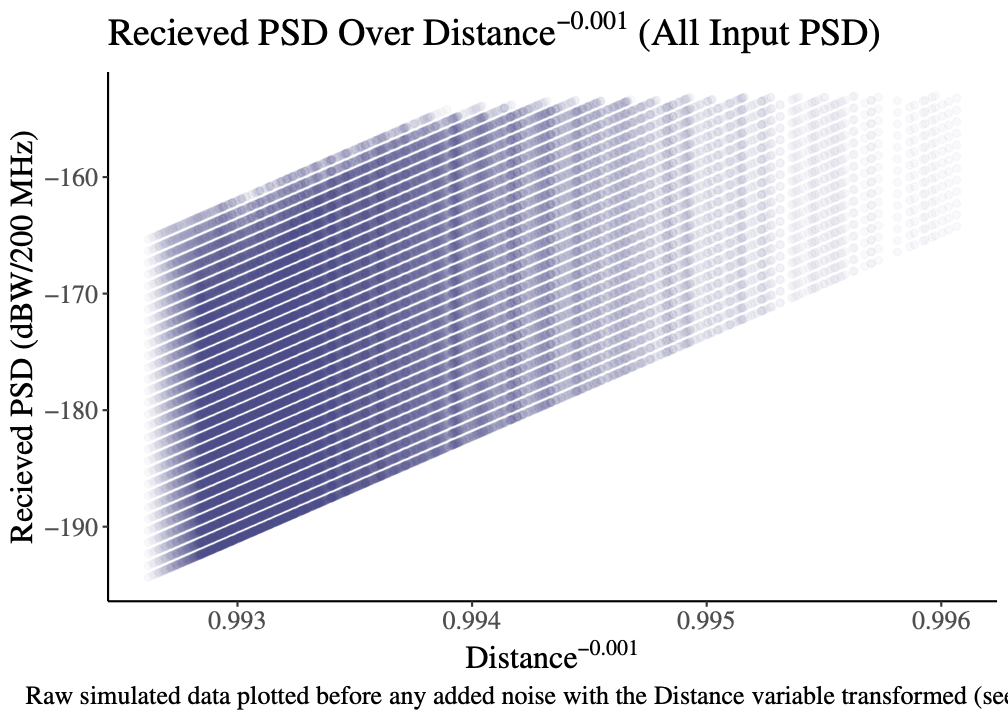 Recieved PSD Over Distance−0.001 (All Input PSD)
Recieved PSD (dBW/200 MHz)
−160
−170
−180
−190
0.993 0.994 0.995 0.996
Distance−0.001
Raw simulated data plotted before any added noise with the Distance variable transformed (see